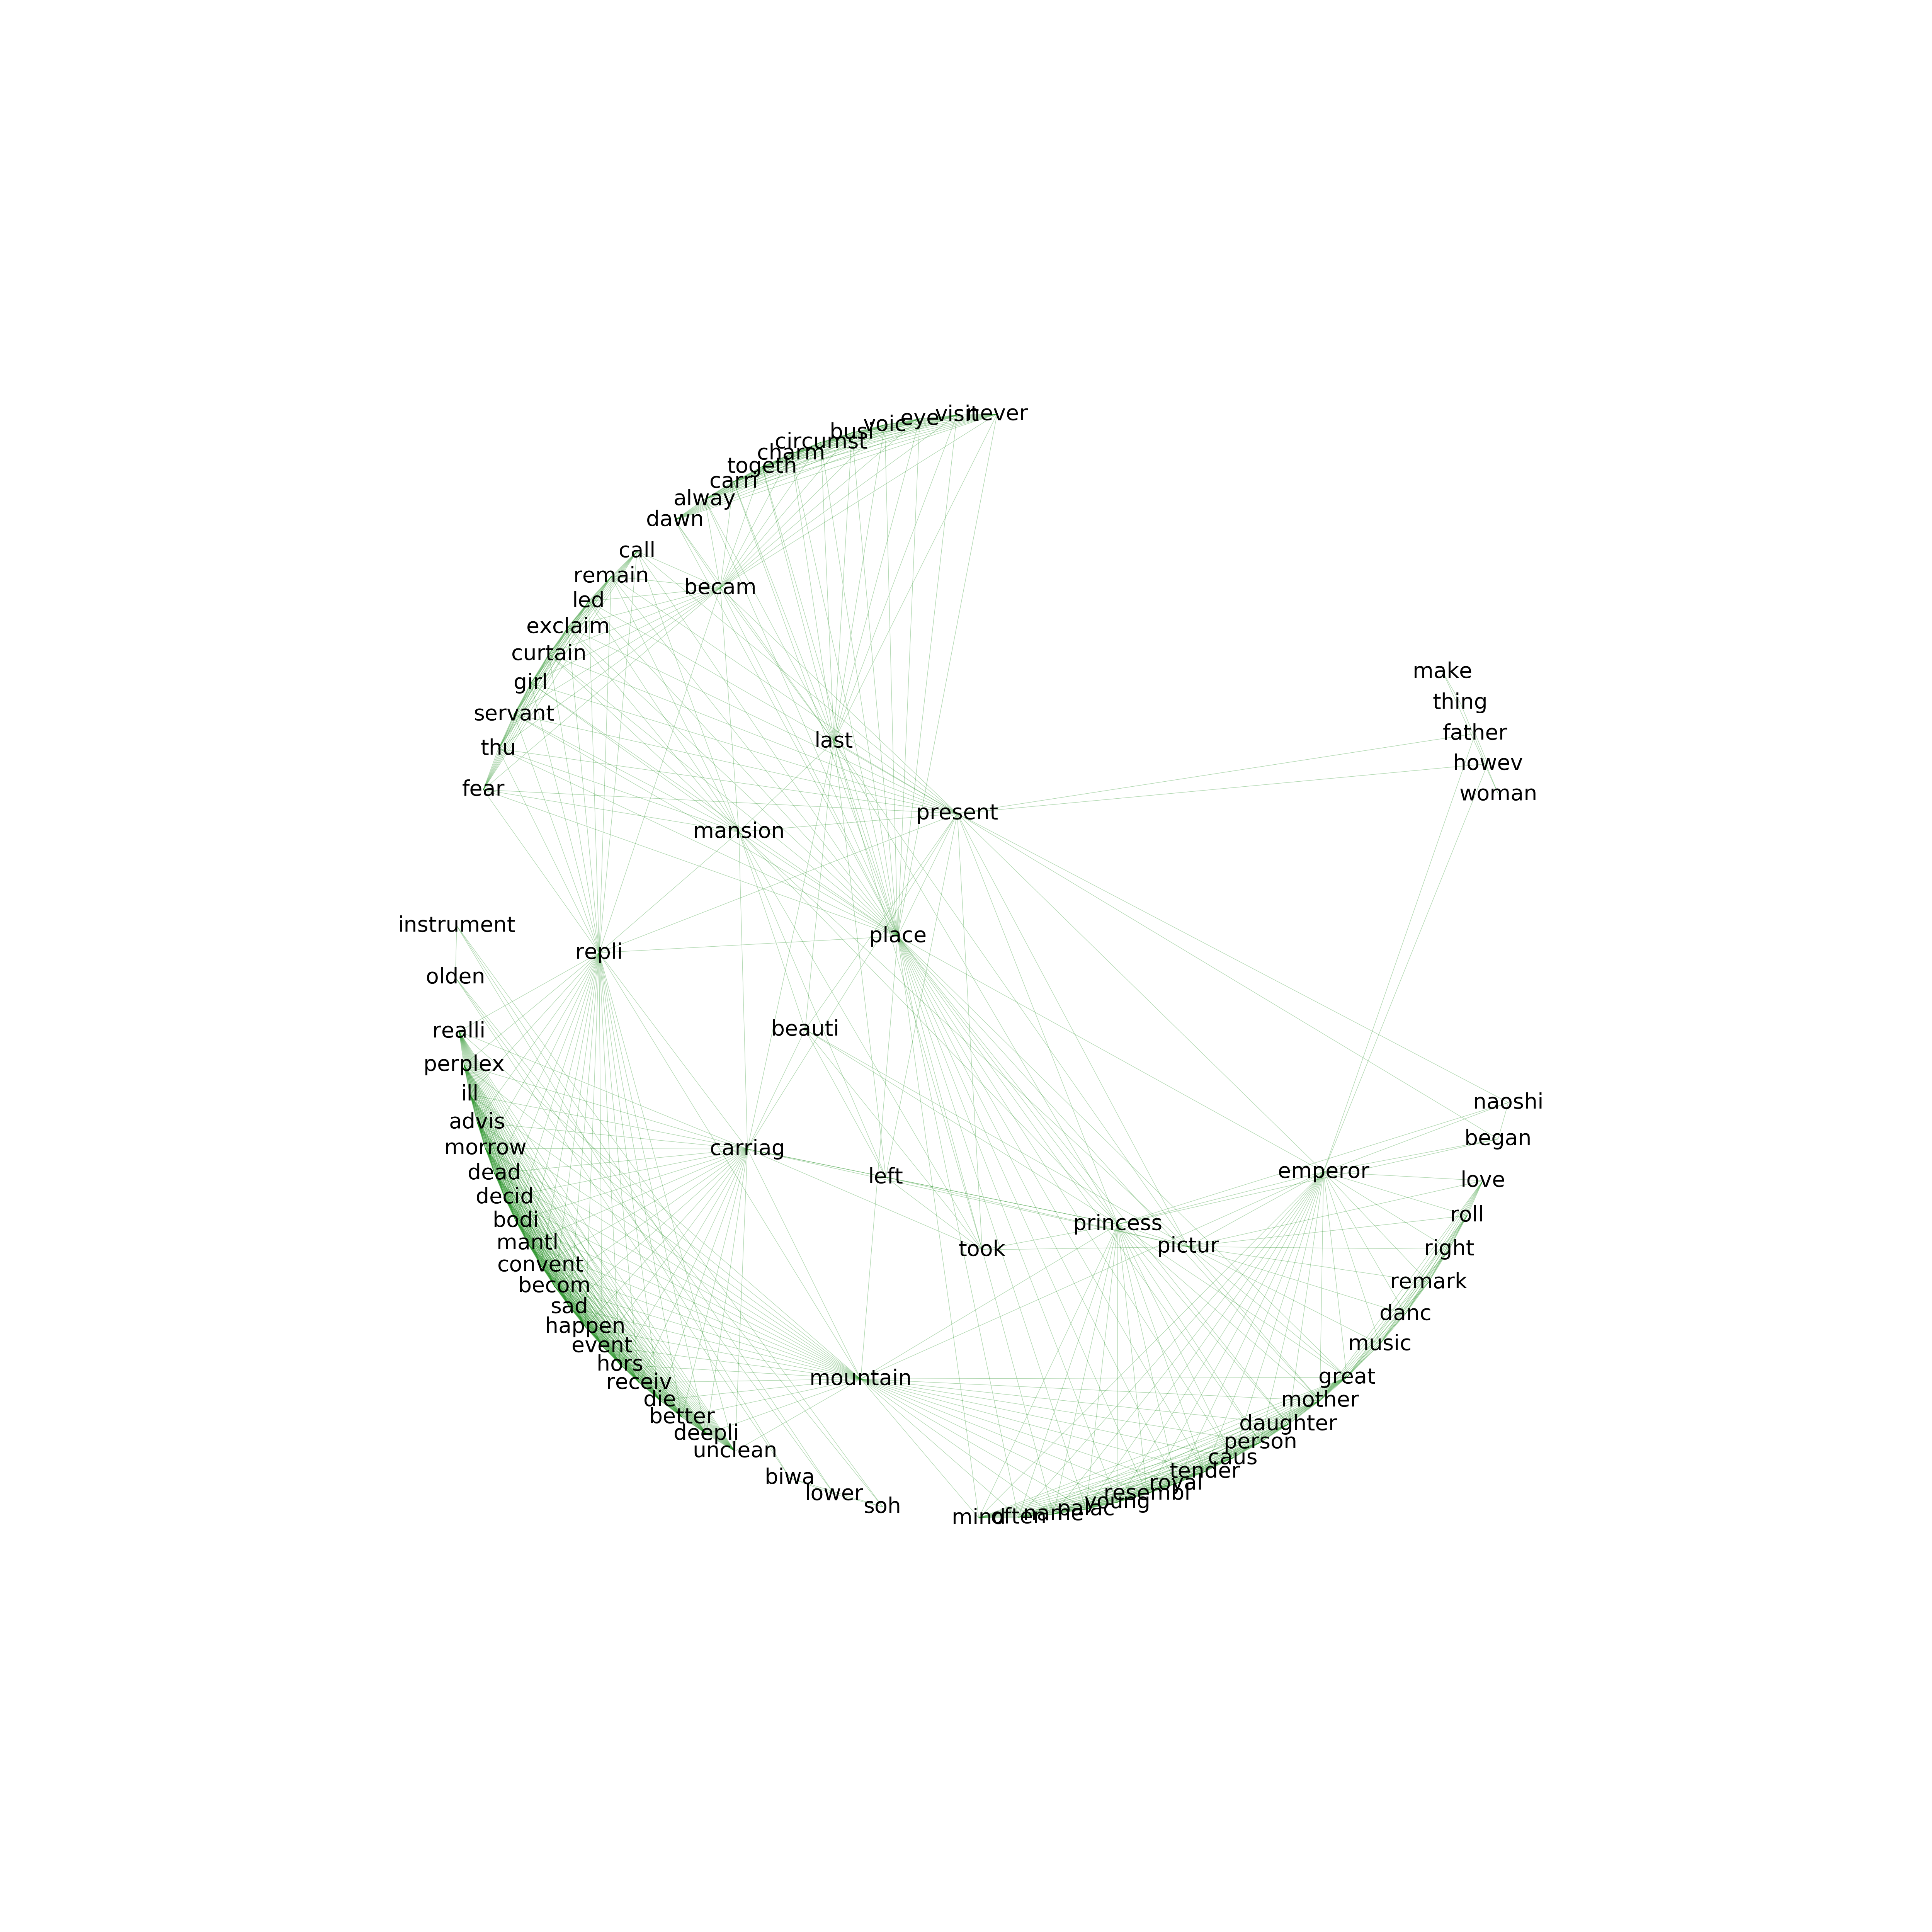 never
visit
eye
voic
busi
circumst
charm
togeth
carri
alway
dawn
call
remain
becam
led
exclaim
curtain
make
girl
thing
servant
father
last
thu
howev
fear
woman
present
mansion
instrument
place
repli
olden
beauti
realli
perplex
ill
naoshi
advis
began
morrow
carriag
dead
emperor
left
love
decid
roll
bodi
princess
mantl
pictur
took
right
convent
remark
becom
sad
danc
happen
music
event
hors
great
mountain
receiv
die
mother
better
daughter
deepli
person
unclean
caus
tender
biwa
royal
lower
resembl
young
soh
palac
name
often
mind